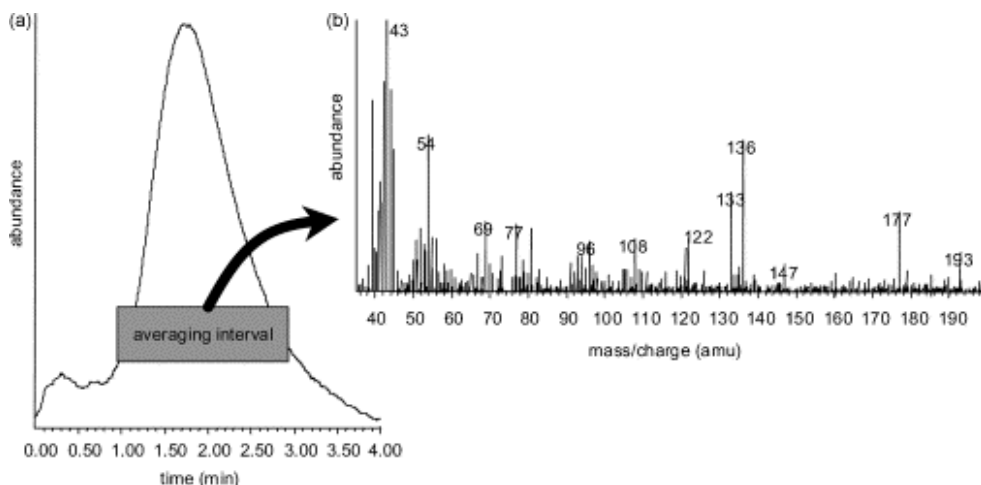 (a)
abundance
averaging interval
0.00 0.50 1.00 1.50 2.00 2.50 3.00 3.50 4.00
time (min)
(b)
abundance
43
54
69
77
96
108
122
133
136
147
177
193
40 50 60 70 80 90 100 110 120 130 140 150 160 170 180 190
mass/charge (amu)